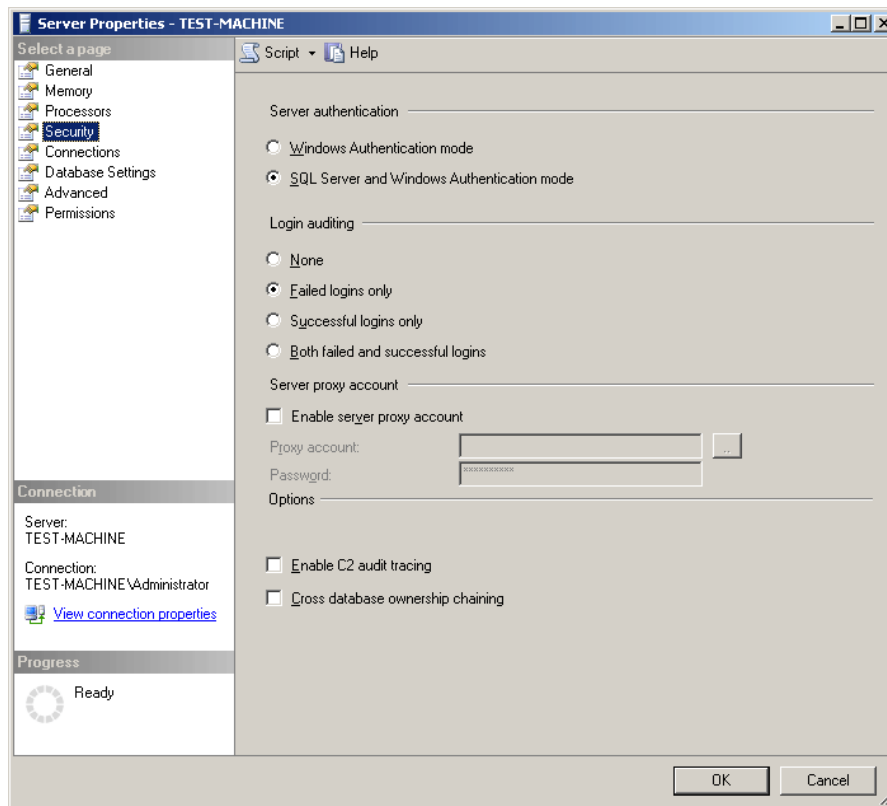 Server Properties - TEST-MACHINE
Select a page
General
Memory
Processors
Security
Connections
Database Settings
Advanced
Permissions
Script Help
Server authentication
Windows Authentication mode
SQL Server and Windows Authentication mode
Login auditing
None
Failed logins only
Successful logins only
Both failed and successful logins
Server proxy account
Enable server proxy account
Proxy account:
..
Password:
**********
Options
Enable C2 audit tracing
Cross database ownership chaining
Connection
Server:
TEST-MACHINE
Connection:
TEST-MACHINE\Administrator
View connection properties
Progress
Ready
OK Cancel